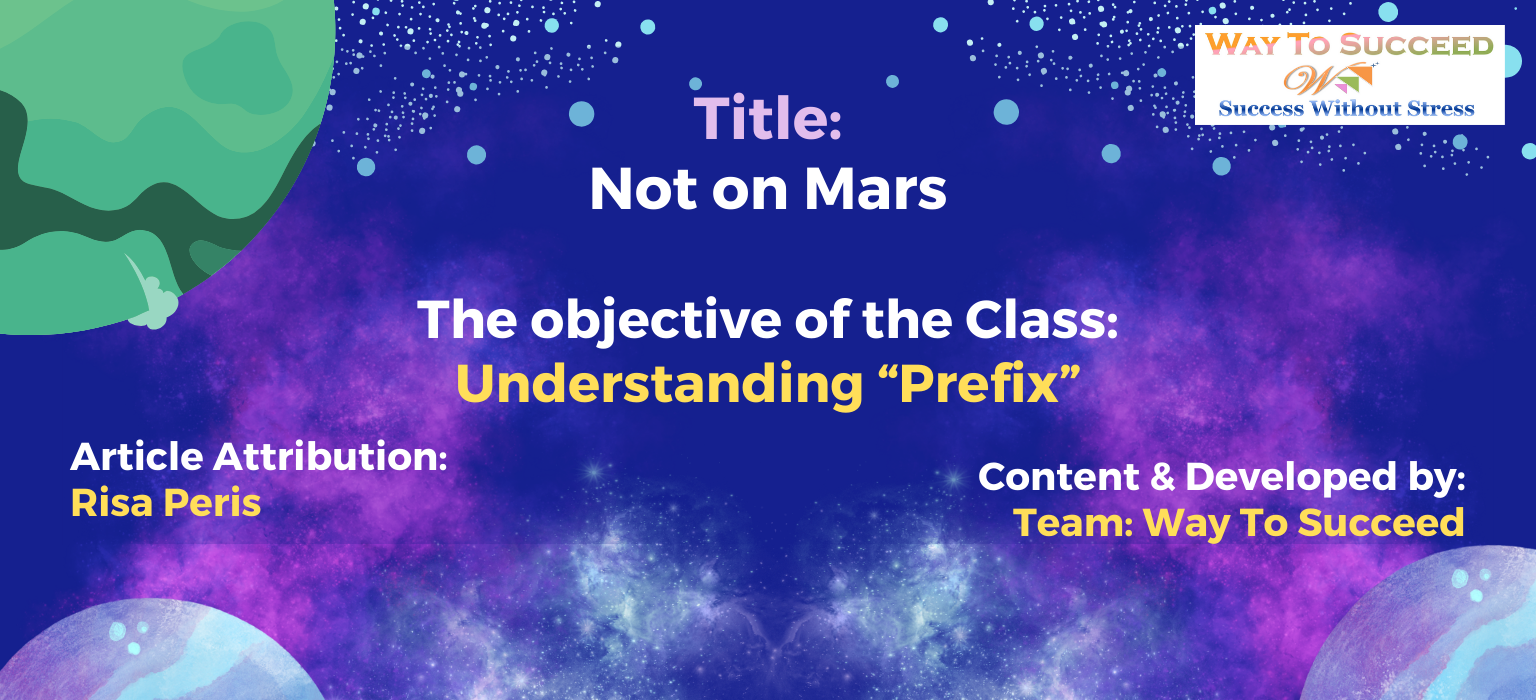 WAY TO SUCCEED
W
Success Without Stress
Title:
Not on Mars
The objective of the Class:
Understanding “Prefix”
Article Attribution:
Risa Peris
Content & Developed by:
Team: Way To Succeed